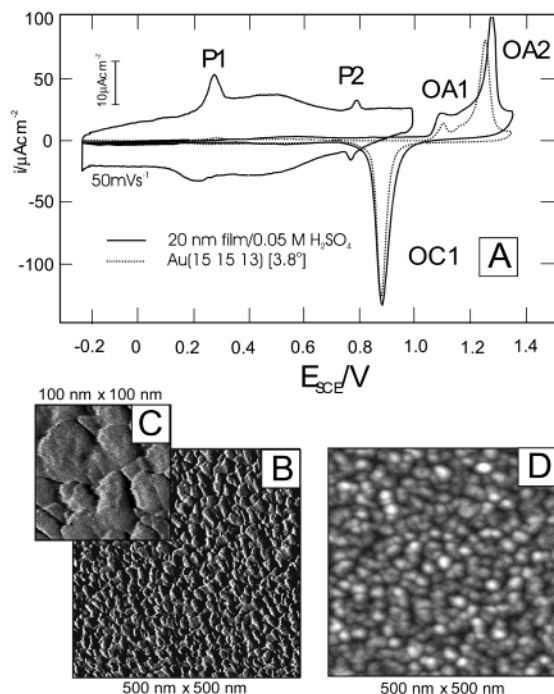 A
100
50
0
-50
-100
i/μAcm⁻²
10μAcm⁻²
P1
P2
OA1
OA2
50mVs⁻¹
20 nm film/0.05 M H₂SO₄
Au(15 15 13) [3.8°]
OC1
A
-0.2 0 0.2 0.4 0.6 0.8 1.0 1.2 1.4
E_SCE/V
100 nm x 100 nm
C
B
D
500 nm x 500 nm
500 nm x 500 nm